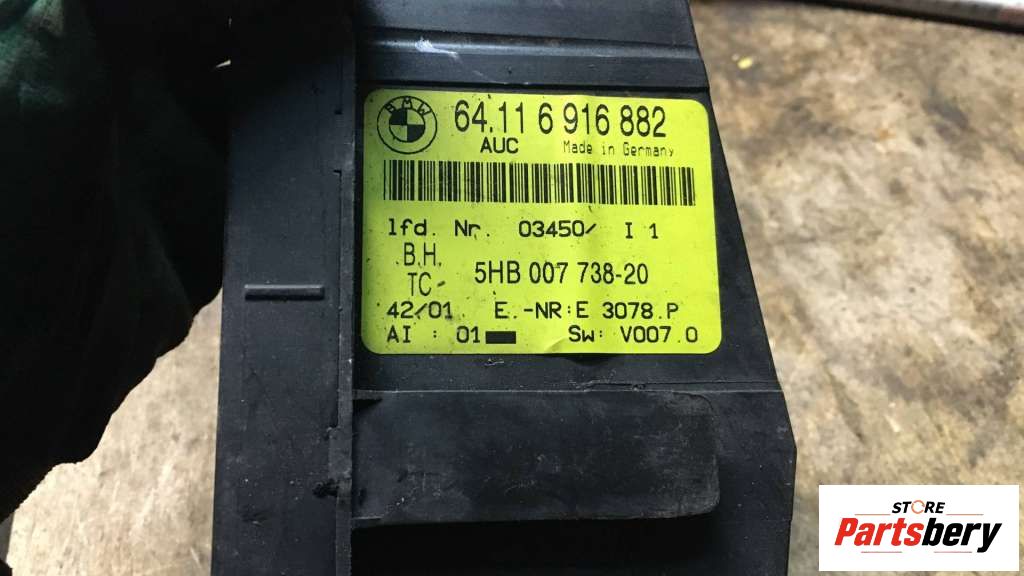 BMW
64.11 6 916 882
AUC Made in Germany
lfd. Nr. 03450/ I 1
B.H.
TC- 5HB 007 738-20
42/01 E.-NR:E 3078.P
AI : 01 Sw: V007.0
STORE
Partsbery